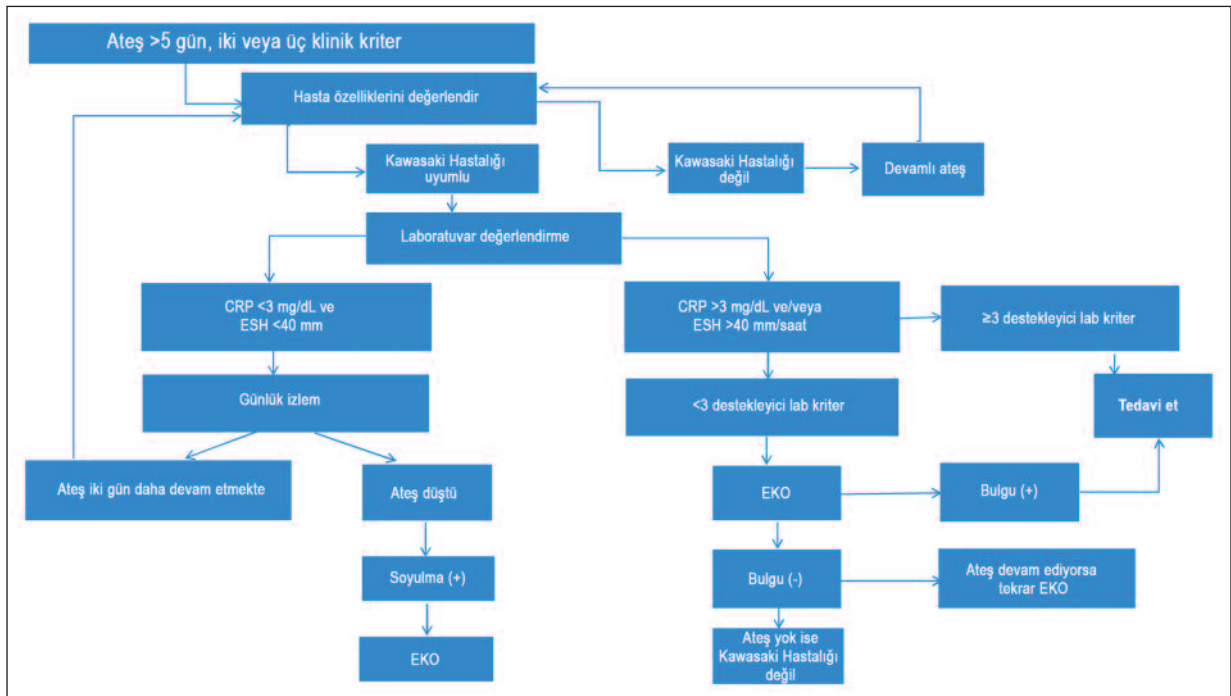 Ateş >5 gün, iki veya üç klinik kriter
Hasta özelliklerini değerlendir
Kawasaki Hastalığı
uyumlu
Kawasaki Hastalığı
değil
Devamlı ateş
Laboratuvar değerlendirme
CRP <3 mg/dL ve
ESH <40 mm
CRP >3 mg/dL ve/veya
ESH >40 mm/saat
≥3 destekleyici lab kriter
Günlük izlem
<3 destekleyici lab kriter
Tedavi et
Ateş iki gün daha devam etmekte
Ateş düştü
EKO
Bulgu (+)
Soyulma (+)
Bulgu (-)
Ateş devam ediyorsa
tekrar EKO
EKO
Ateş yok ise
Kawasaki Hastalığı
değil